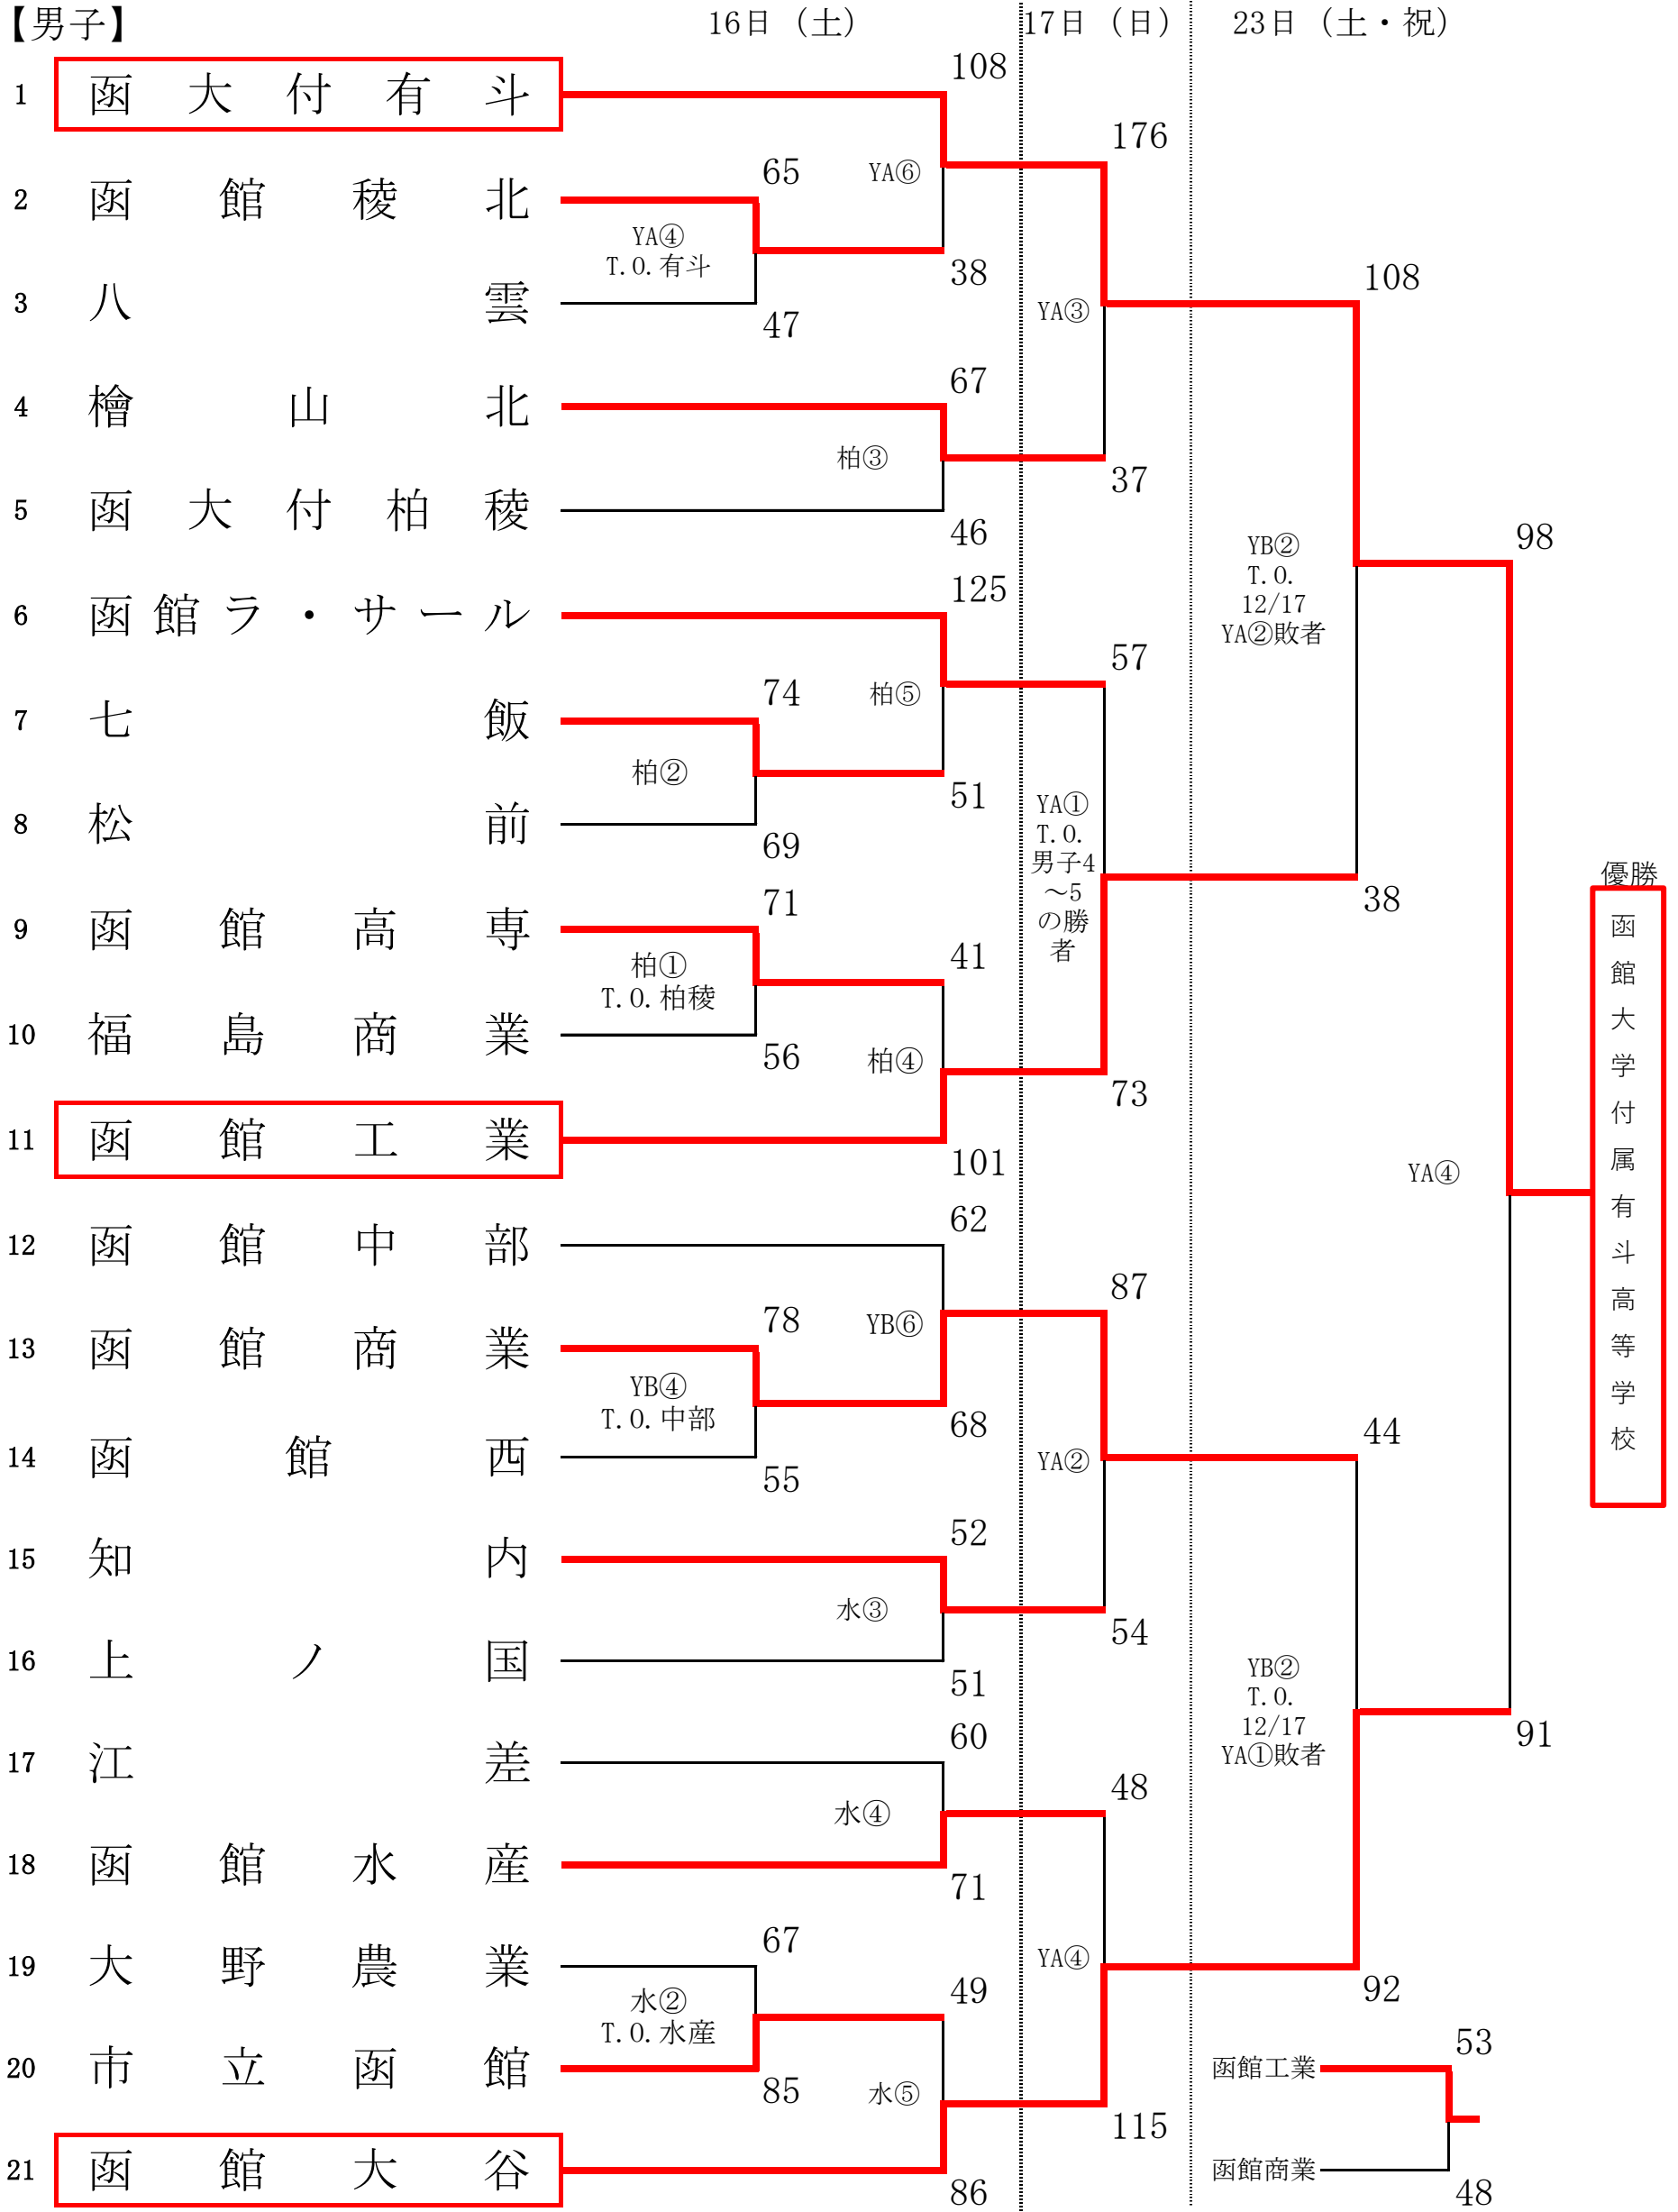 【男子】 16日（土） 17日（日） 23日（土・祝）
1 函大付有斗
108
176
2 函館稜北
65
YA⑥
YA④
T.O.有斗
38
108
3 八雲
47
YA③
4 檜山北
67
柏③
37
5 函大付柏稜
46
98
YB②
T.O.
12/17
YA②敗者
6 函館ラ・サール
125
57
7 七飯
74
柏⑤
柏②
51
8 松前
69
YA①
T.O.
男子4
～5
の勝
者
38
優勝
函館大学付属有斗高等学校
9 函館高専
71
41
柏①
T.O.柏稜
10 福島商業
56
柏④
73
11 函館工業
101
YA④
12 函館中部
62
87
13 函館商業
78
YB⑥
YB④
T.O.中部
68
44
14 函館西
55
YA②
15 知内
52
水③
54
16 上ノ国
51
YB②
T.O.
12/17
YA①敗者
91
17 江差
60
48
水④
18 函館水産
71
19 大野農業
67
YA④
49
92
水②
T.O.水産
20 市立函館
85
水⑤
115
21 函館大谷
86
函館工業
53
函館商業
48